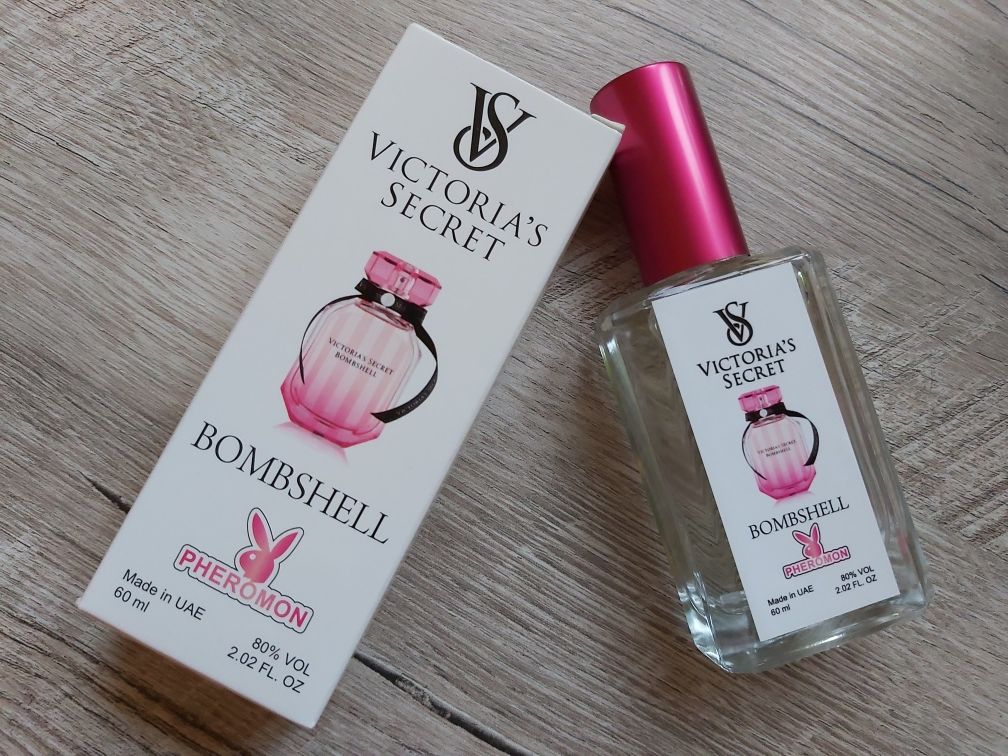 VS
VICTORIA'S
SECRET
VICTORIA'S SECRET
BOMBSHELL
BOMBSHELL
PHEROMON
Made in UAE
60 ml
80% VOL
2.02 FL. OZ
VS
VICTORIA'S
SECRET
VICTORIA'S SECRET
BOMBSHELL
BOMBSHELL
PHEROMON
Made in UAE
60 ml
80% VOL
2.02 FL. OZ